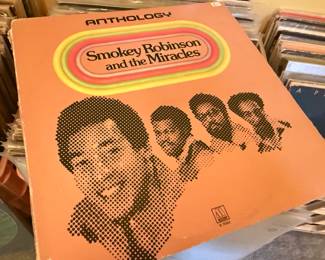 ANTHOLOGY
Smokey Robinson
and the Miracles